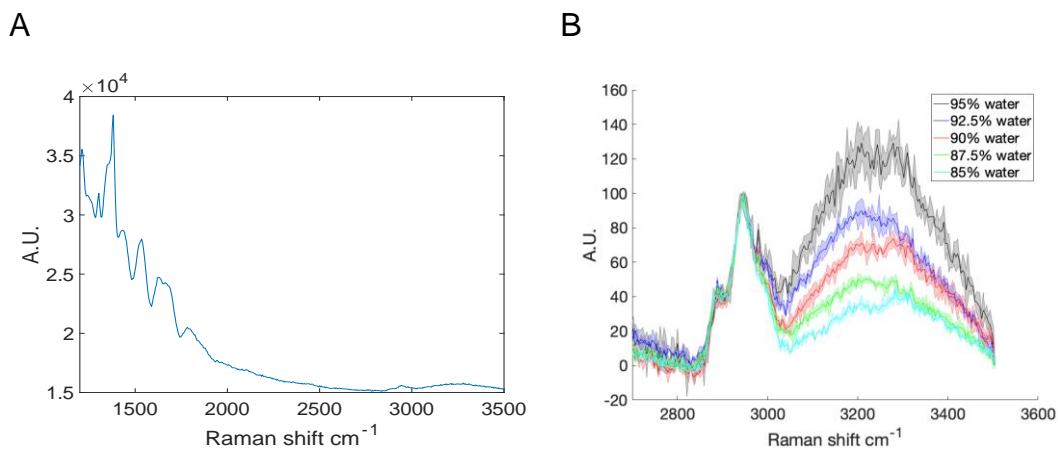 A
× 10⁴
4
3.5
3
2.5
2
1.5
A.U.
1500
2000
2500
3000
3500
Raman shift cm⁻¹
B
160
140
120
100
80
60
40
20
0
-20
A.U.
95% water
92.5% water
90% water
87.5% water
85% water
2800
3000
3200
3400
3600
Raman shift cm⁻¹